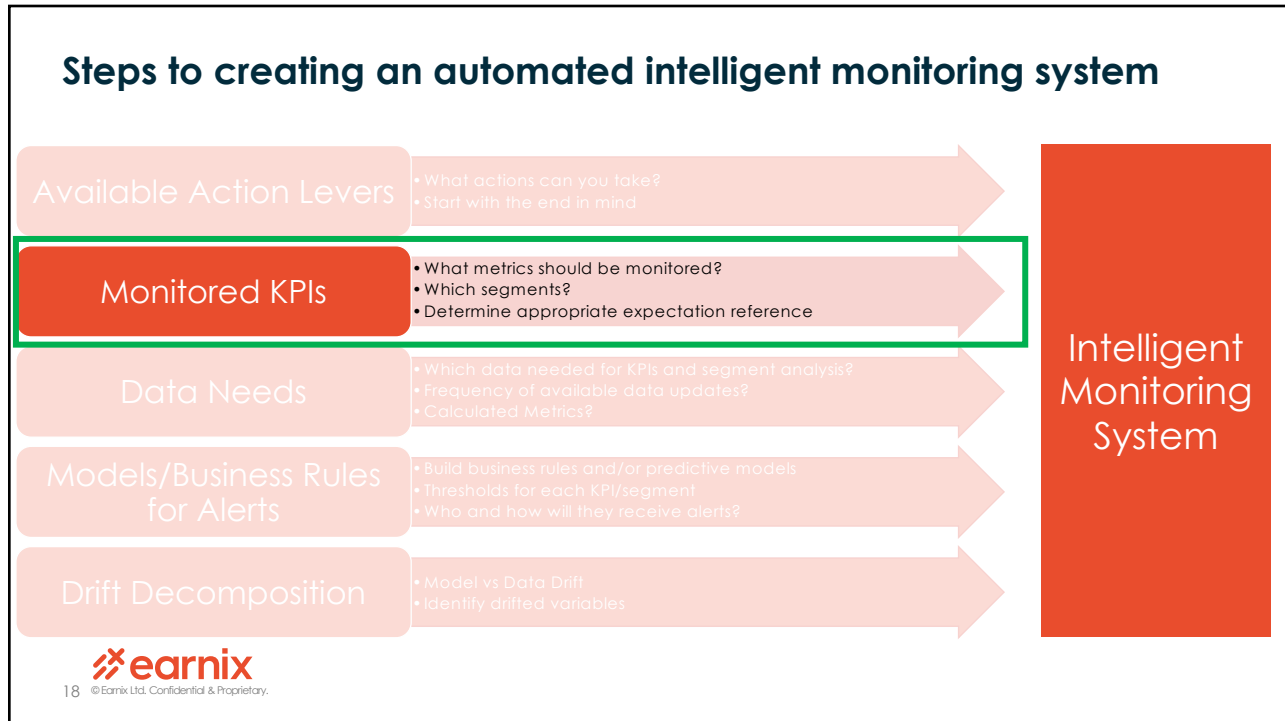 Steps to creating an automated intelligent monitoring system
Available Action Levers
• What actions can you take?
• Start with the end in mind
Monitored KPIs
• What metrics should be monitored?
• Which segments?
• Determine appropriate expectation reference
Data Needs
• Which data needed for KPIs and segment analysis?
• Frequency of available data updates?
• Calculated Metrics?
Models/Business Rules
for Alerts
• Build business rules and/or predictive models
• Thresholds for each KPI/segment
• Who and how will they receive alerts?
Drift Decomposition
• Model vs Data Drift
• Identify drifted variables
Intelligent
Monitoring
System
earnix
18 © Earnix Ltd. Confidential & Proprietary.